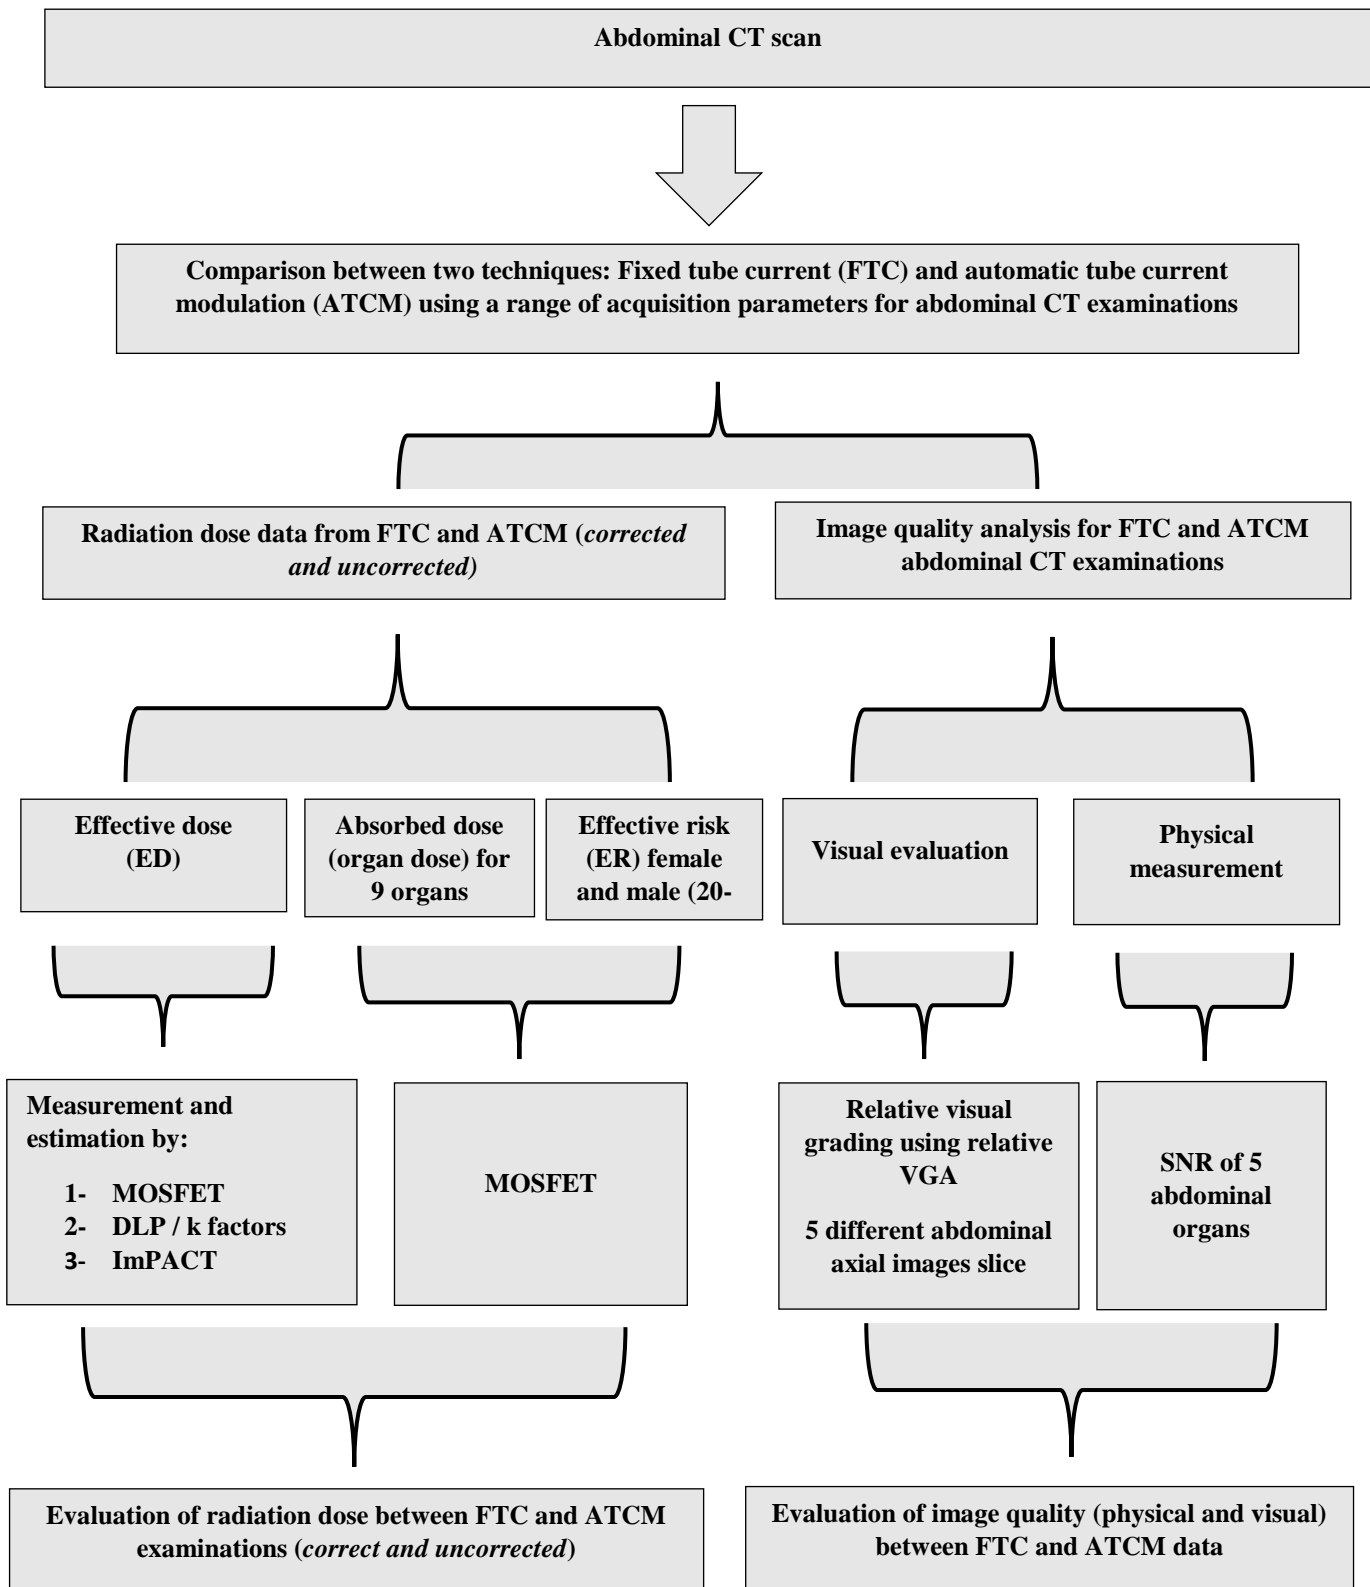 Abdominal CT scan
Comparison between two techniques: Fixed tube current (FTC) and automatic tube current
modulation (ATCM) using a range of acquisition parameters for abdominal CT examinations
Radiation dose data from FTC and ATCM (corrected
and uncorrected)
Image quality analysis for FTC and ATCM
abdominal CT examinations
Effective dose
(ED)
Absorbed dose
(organ dose) for
9 organs
Effective risk
(ER) female
and male (20-
Visual evaluation
Physical
measurement
Measurement and
estimation by:
1- MOSFET
2- DLP / k factors
3- ImPACT
MOSFET
Relative visual
grading using relative
VGA
5 different abdominal
axial images slice
SNR of 5
abdominal
organs
Evaluation of radiation dose between FTC and ATCM
examinations (correct and uncorrected)
Evaluation of image quality (physical and visual)
between FTC and ATCM data